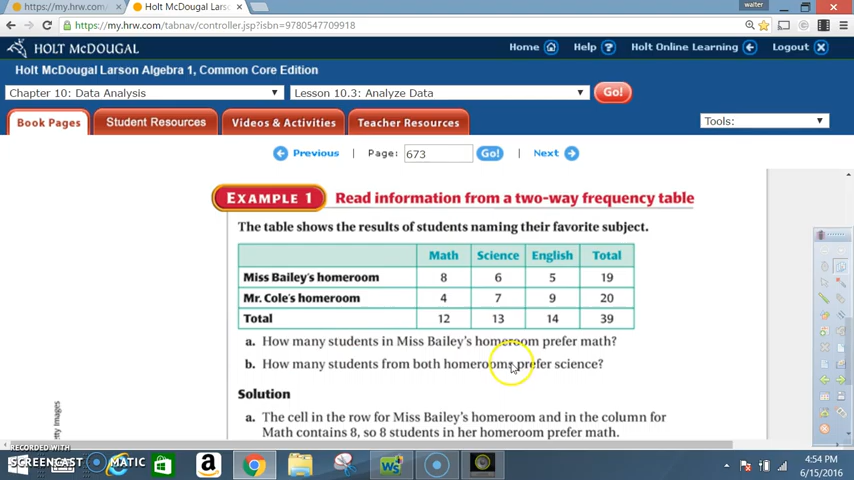 https://my.hrw.com/tabnav/ ×
Holt McDougal Larson Alge ×
walter
https://my.hrw.com/tabnav/controller.jsp?isbn=9780547709918
HOLT MCDOUGAL
Home
Help ?
Holt Online Learning
Logout X
Holt McDougal Larson Algebra 1, Common Core Edition
Chapter 10: Data Analysis
Lesson 10.3: Analyze Data
Go!
Book Pages
Student Resources
Videos & Activities
Teacher Resources
Tools:
Previous | Page: 673 Go! | Next
EXAMPLE 1 Read information from a two-way frequency table
The table shows the results of students naming their favorite subject.
Math Science English Total
Miss Bailey's homeroom 8 6 5 19
Mr. Cole's homeroom 4 7 9 20
Total 12 13 14 39
a. How many students in Miss Bailey's homeroom prefer math?
b. How many students from both homerooms prefer science?
Solution
a. The cell in the row for Miss Bailey's homeroom and in the column for
Math contains 8, so 8 students in her homeroom prefer math.
tty Images
RECORDED WITH
SCREENCAST MATIC
4:54 PM
6/15/2016